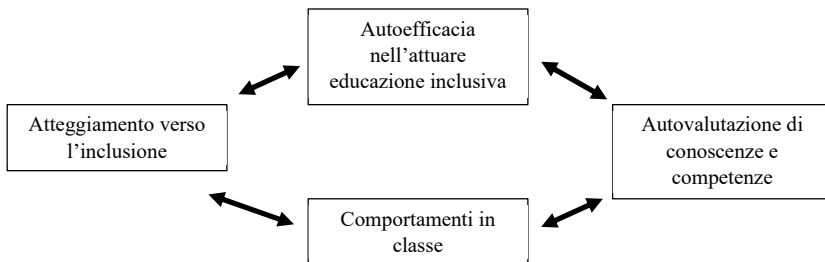 Autoefficacia
nell’attuare
educazione inclusiva
Atteggiamento verso
l’inclusione
Autovalutazione di
conoscenze e
competenze
Comportamenti in
classe